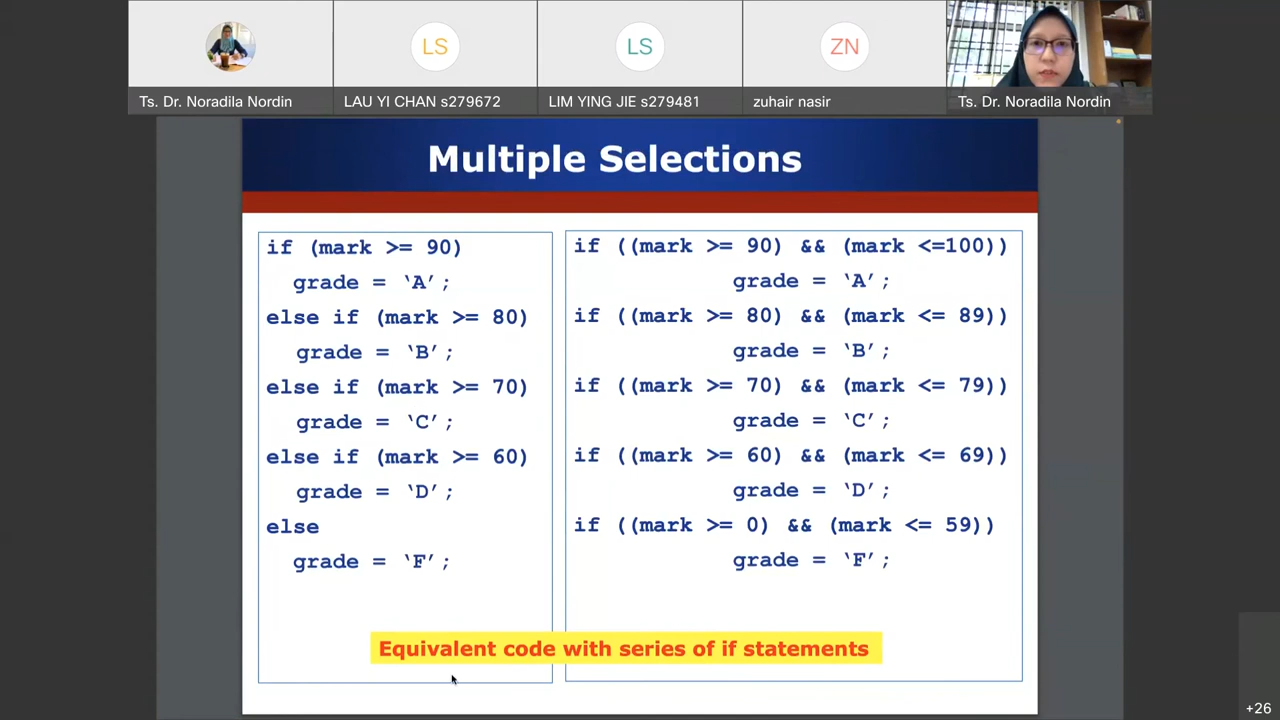 LS
LS
ZN
Ts. Dr. Noradila Nordin
LAU YI CHAN s279672
LIM YING JIE s279481
zuhair nasir
Ts. Dr. Noradila Nordin
Multiple Selections
if (mark >= 90)
grade = ‘A’;
else if (mark >= 80)
grade = ‘B’;
else if (mark >= 70)
grade = ‘C’;
else if (mark >= 60)
grade = ‘D’;
else
grade = ‘F’;
if ((mark >= 90) && (mark <=100))
grade = ‘A’;
if ((mark >= 80) && (mark <= 89))
grade = ‘B’;
if ((mark >= 70) && (mark <= 79))
grade = ‘C’;
if ((mark >= 60) && (mark <= 69))
grade = ‘D’;
if ((mark >= 0) && (mark <= 59))
grade = ‘F’;
Equivalent code with series of if statements
+26